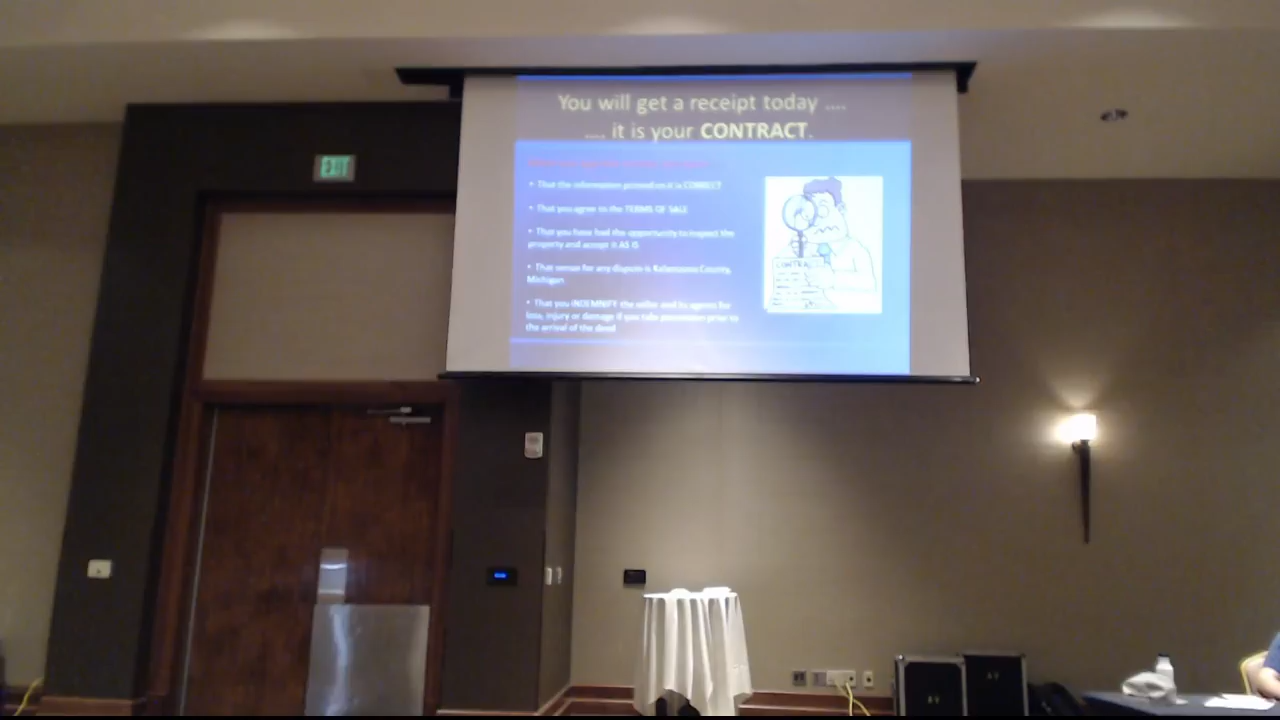 You will get a receipt today ....
.... it is your CONTRACT.
• That the information printed on it is CORRECT
• That you agree to the TERMS OF SALE
• That you have had the opportunity to inspect the
property and accept it AS IS
• That venue for any dispute is Kalamazoo County,
Michigan
• That you INDEMNIFY the seller and its agents for
loss, injury or damage if you take possession prior to
the arrival of the deed
CONTRACT
EXIT